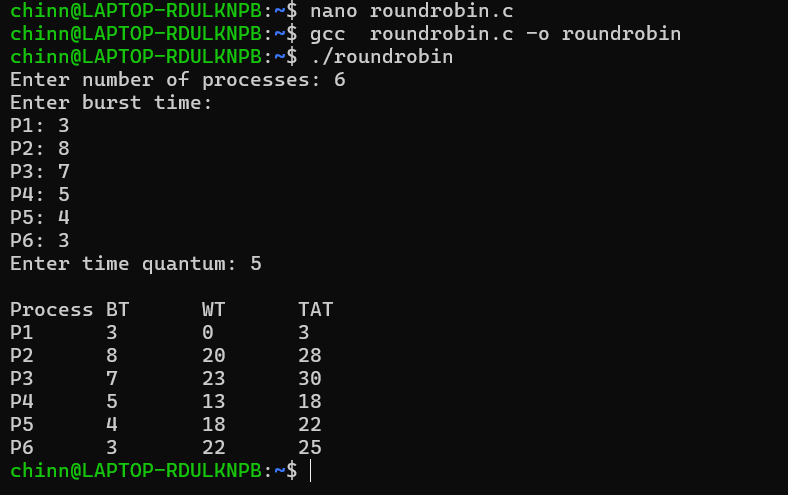 chinn@LAPTOP-RDULKNPB:~$ nano roundrobin.c
chinn@LAPTOP-RDULKNPB:~$ gcc  roundrobin.c -o roundrobin
chinn@LAPTOP-RDULKNPB:~$ ./roundrobin
Enter number of processes: 6
Enter burst time:
P1: 3
P2: 8
P3: 7
P4: 5
P5: 4
P6: 3
Enter time quantum: 5

Process BT      WT      TAT
P1      3       0       3
P2      8       20      28
P3      7       23      30
P4      5       13      18
P5      4       18      22
P6      3       22      25
chinn@LAPTOP-RDULKNPB:~$